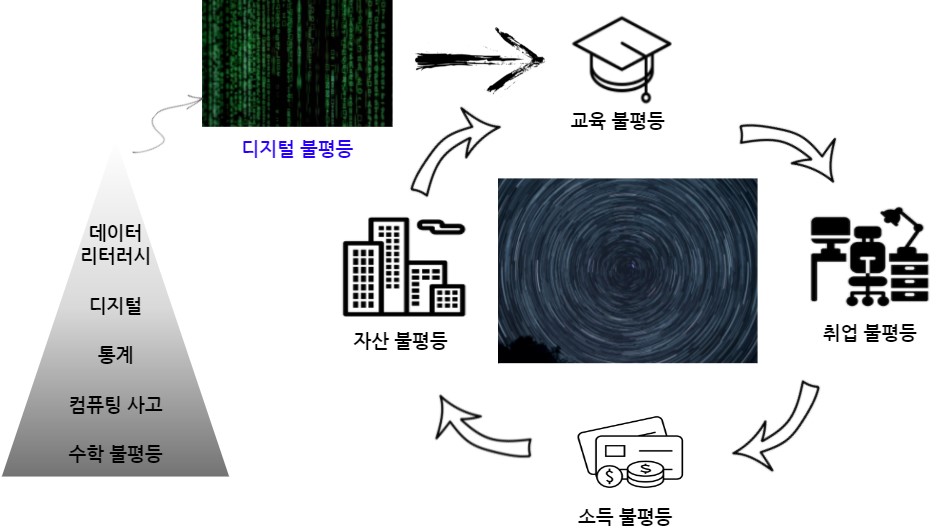 디지털 불평등
교육 불평등
데이터
리터러시
디지털
통계
컴퓨팅 사고
수학 불평등
자산 불평등
취업 불평등
$
$
소득 불평등